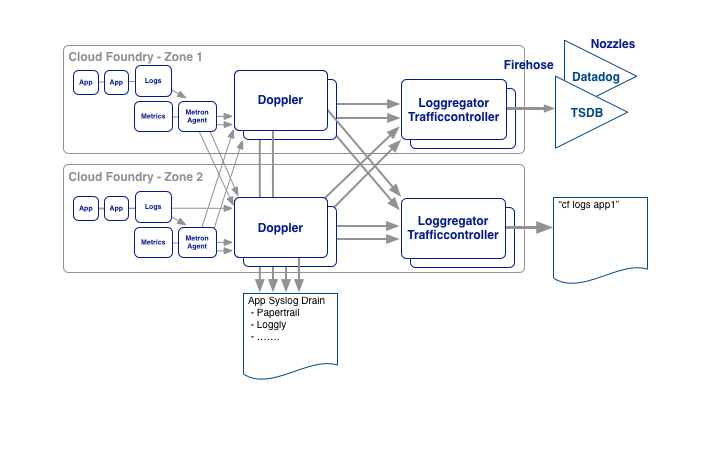 Cloud Foundry - Zone 1
App
App
Logs
Metrics
Metron
Agent
Doppler
Loggregator
Trafficcontroller
Firehose
Nozzles
Datadog
TSDB
Cloud Foundry - Zone 2
App
App
Logs
Metrics
Metron
Agent
Doppler
Loggregator
Trafficcontroller
"cf logs app1"
App Syslog Drain
- Papertrail
- Loggly
- .......